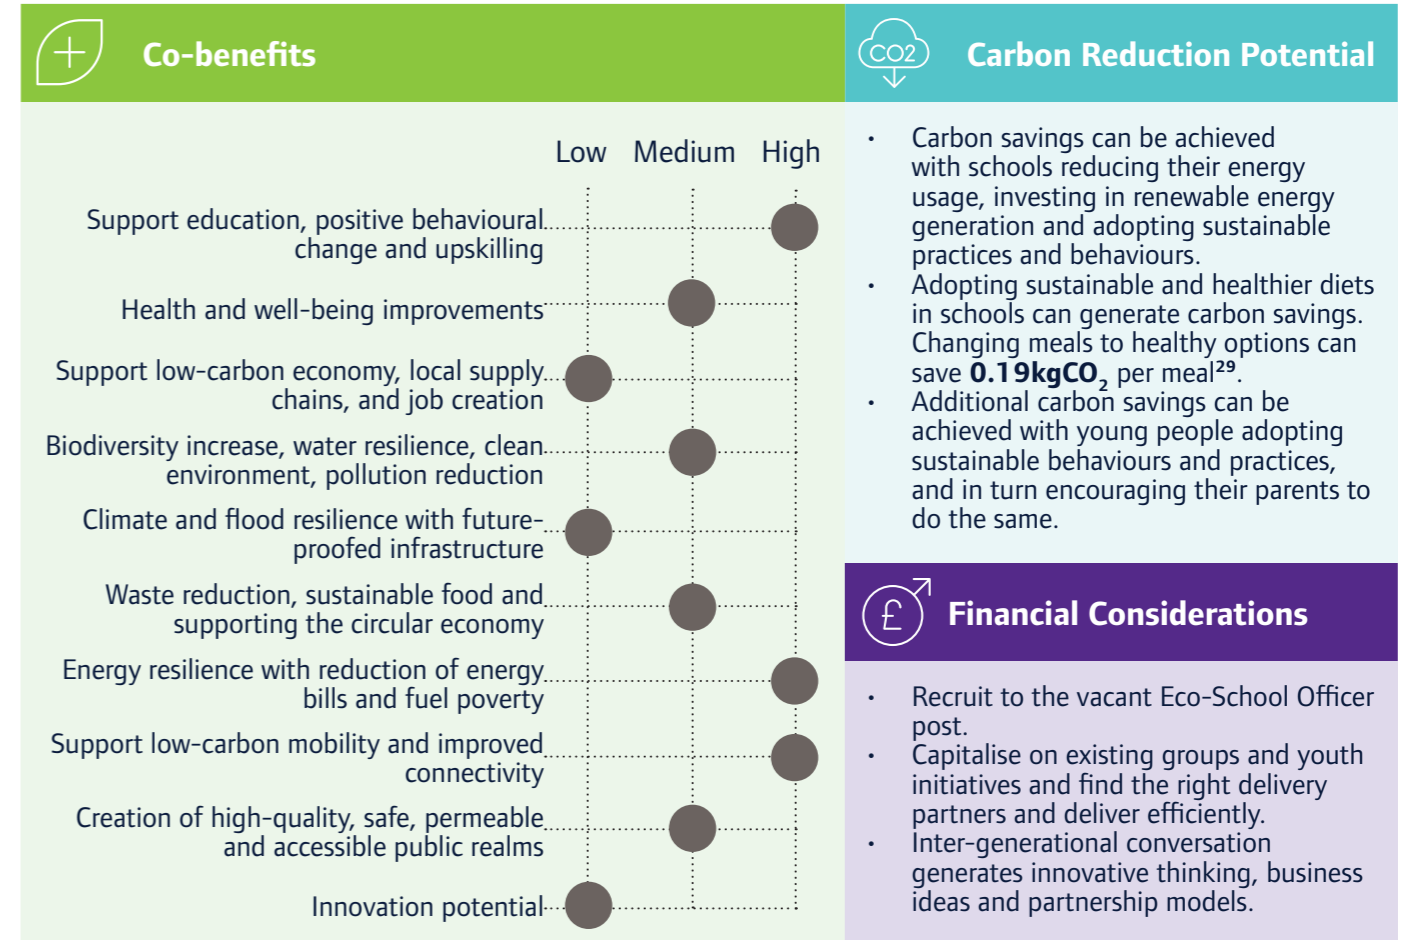 Co-benefits
Low Medium High
Support education, positive behavioural
change and upskilling
Health and well-being improvements
Support low-carbon economy, local supply
chains, and job creation
Biodiversity increase, water resilience, clean
environment, pollution reduction
Climate and flood resilience with future-
proofed infrastructure
Waste reduction, sustainable food and
supporting the circular economy
Energy resilience with reduction of energy
bills and fuel poverty
Support low-carbon mobility and improved
connectivity
Creation of high-quality, safe, permeable
and accessible public realms
Innovation potential
CO2
Carbon Reduction Potential
• Carbon savings can be achieved
with schools reducing their energy
usage, investing in renewable energy
generation and adopting sustainable
practices and behaviours.
• Adopting sustainable and healthier diets
in schools can generate carbon savings.
Changing meals to healthy options can
save 0.19kgCO₂ per meal²⁹.
• Additional carbon savings can be
achieved with young people adopting
sustainable behaviours and practices,
and in turn encouraging their parents to
do the same.
£
Financial Considerations
• Recruit to the vacant Eco-School Officer
post.
• Capitalise on existing groups and youth
initiatives and find the right delivery
partners and deliver efficiently.
• Inter-generational conversation
generates innovative thinking, business
ideas and partnership models.